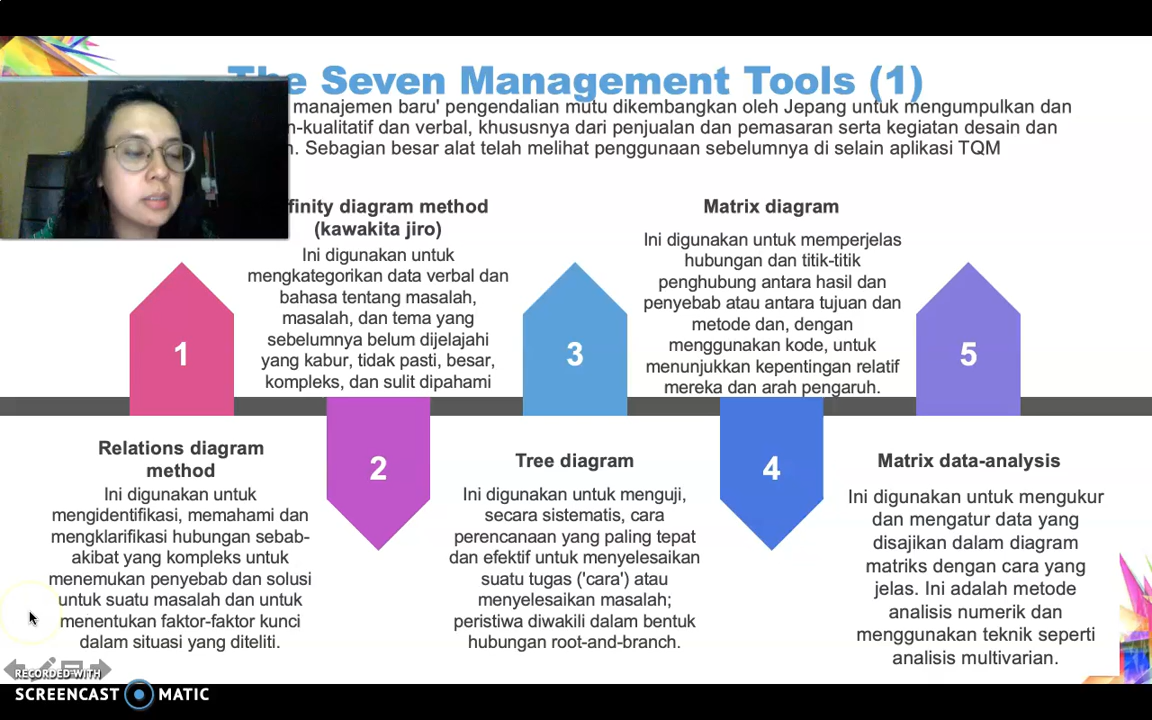 The Seven Management Tools (1)
manajemen baru' pengendalian mutu dikembangkan oleh Jepang untuk mengumpulkan dan
n-kualitatif dan verbal, khususnya dari penjualan dan pemasaran serta kegiatan desain dan
n. Sebagian besar alat telah melihat penggunaan sebelumnya di selain aplikasi TQM
finity diagram method
(kawakita jiro)
Ini digunakan untuk
mengkategorikan data verbal dan
bahasa tentang masalah,
masalah, dan tema yang
sebelumnya belum dijelajahi
yang kabur, tidak pasti, besar,
kompleks, dan sulit dipahami
Matrix diagram
Ini digunakan untuk memperjelas
hubungan dan titik-titik
penghubung antara hasil dan
penyebab atau antara tujuan dan
metode dan, dengan
menggunakan kode, untuk
menunjukkan kepentingan relatif
mereka dan arah pengaruh.
1
3
5
2
4
Relations diagram
method
Ini digunakan untuk
mengidentifikasi, memahami dan
mengklarifikasi hubungan sebab-
akibat yang kompleks untuk
menemukan penyebab dan solusi
untuk suatu masalah dan untuk
menentukan faktor-faktor kunci
dalam situasi yang diteliti.
Tree diagram
Ini digunakan untuk menguji,
secara sistematis, cara
perencanaan yang paling tepat
dan efektif untuk menyelesaikan
suatu tugas ('cara') atau
menyelesaikan masalah;
peristiwa diwakili dalam bentuk
hubungan root-and-branch.
Matrix data-analysis
Ini digunakan untuk mengukur
dan mengatur data yang
disajikan dalam diagram
matriks dengan cara yang
jelas. Ini adalah metode
analisis numerik dan
menggunakan teknik seperti
analisis multivarian.
RECORDED WITH
SCREENCAST MATIC